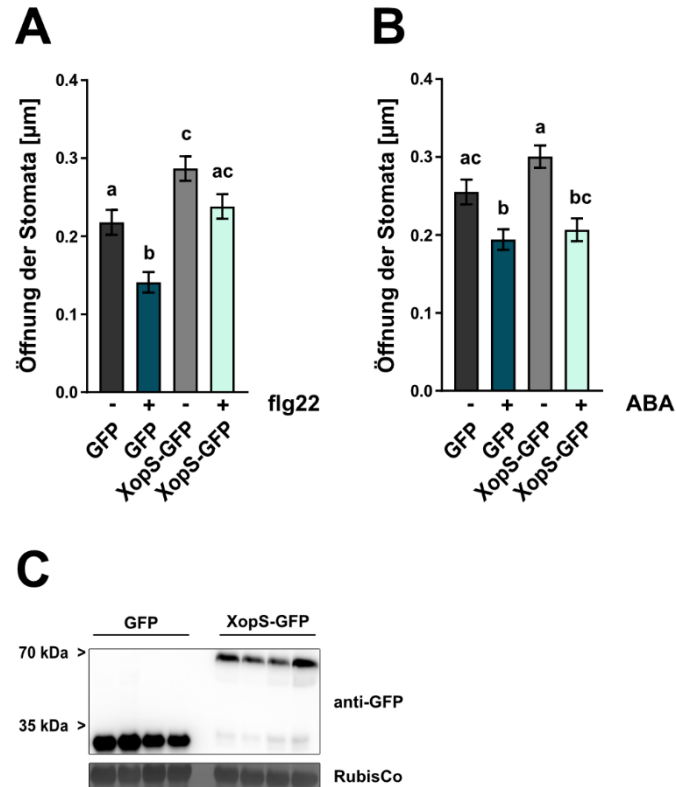 A
Öffnung der Stomata [µm]
0.4
0.3
0.2
0.1
0.0
a
b
c
ac
- + - + flg22
GFP
GFP
XopS-GFP
XopS-GFP
B
Öffnung der Stomata [µm]
0.4
0.3
0.2
0.1
0.0
ac
b
a
bc
- + - + ABA
GFP
GFP
XopS-GFP
XopS-GFP
C
GFP XopS-GFP
70 kDa >
35 kDa >
anti-GFP
RubisCo